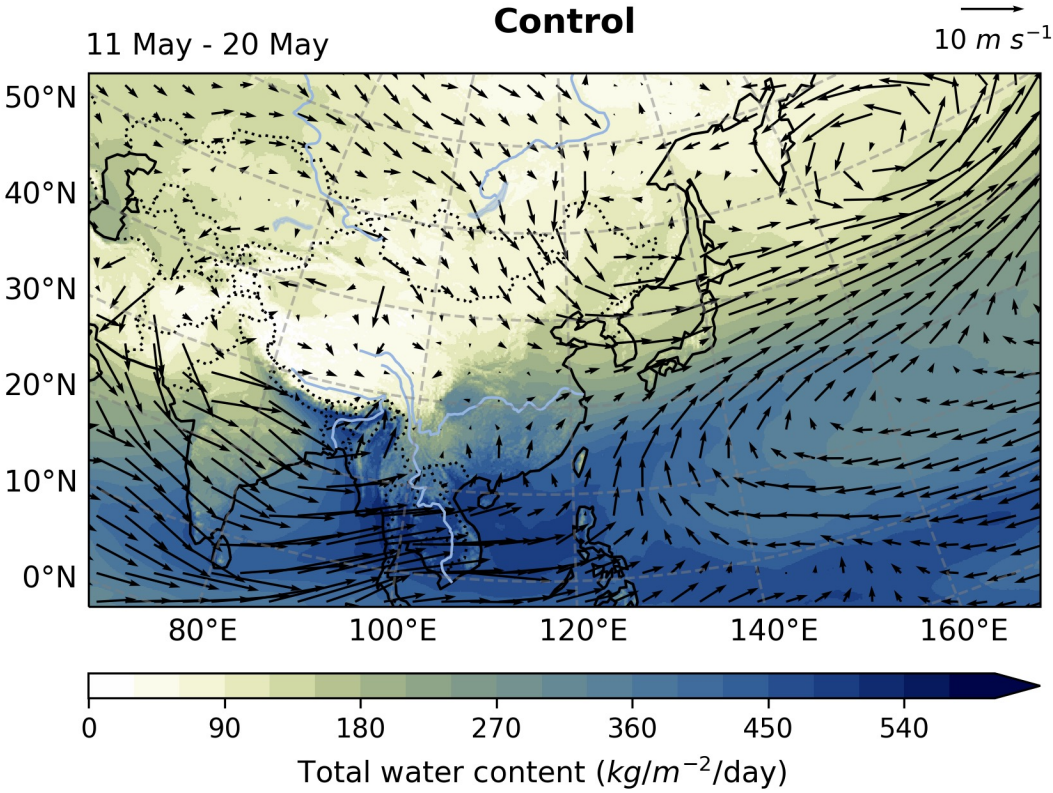 Control
11 May - 20 May
10 m s⁻¹
50°N
40°N
30°N
20°N
10°N
0°N
80°E 100°E 120°E 140°E 160°E
0 90 180 270 360 450 540
Total water content (kg/m⁻²/day)